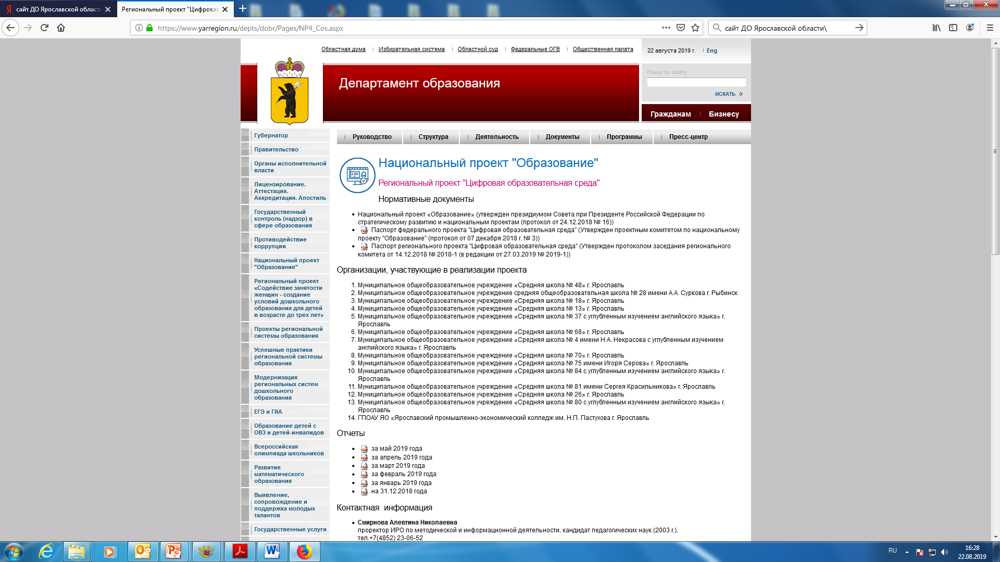 сайт ДО Ярославской област
Региональный проект "Цифровая
https://www.yarregion.ru/depts/dobr/Pages/NP4_Cos.aspx
сайт ДО Ярославской области\
Областная дума
Избирательная система
Областной суд
Федеральные ОГВ
Общественная палата
22 августа 2019 г.
Eng
Поиск по сайту
ИСКАТЬ
Департамент образования
Гражданам
Бизнесу
Руководство
Структура
Деятельность
Документы
Программы
Пресс-центр
Губернатор
Правительство
Органы исполнительной
власти
Лицензирование.
Аттестация.
Аккредитация. Апостиль
Государственный
контроль (надзор) в
сфере образования
Противодействие
коррупции
Национальный проект
"Образование"
Региональный проект
«Содействие занятости
женщин - создание
условий дошкольного
образования для детей
в возрасте до трех лет»
Проекты региональной
системы образования
Успешные практики
региональной системы
образования
Модернизация
региональных систем
дошкольного
образования
ЕГЭ и ГИА
Образование детей с
ОВЗ и детей-инвалидов
Всероссийская
олимпиада школьников
Развитие
математического
образования
Выявление,
сопровождение и
поддержка молодых
талантов
Государственные услуги
Национальный проект "Образование"
Региональный проект "Цифровая образовательная среда"
Нормативные документы
Национальный проект «Образование» (утвержден президиумом Совета при Президенте Российской Федерации по
стратегическому развитию и национальным проектам (протокол от 24.12.2018 № 16))
Паспорт федерального проекта "Цифровая образовательная среда" (Утвержден проектным комитетом по национальному
проекту "Образование" (протокол от 07 декабря 2018 г. № 3))
Паспорт регионального проекта "Цифровая образовательная среда" (Утвержден протоколом заседания регионального
комитета от 14.12.2018 № 2018-1 (в редакции от 27.03.2019 № 2019-1))
Организации, участвующие в реализации проекта
1. Муниципальное общеобразовательное учреждение «Средняя школа № 48» г. Ярославль
2. Муниципальное общеобразовательное учреждение средняя общеобразовательная школа № 28 имени А.А. Суркова г. Рыбинск
3. Муниципальное общеобразовательное учреждение «Средняя школа № 18» г. Ярославль
4. Муниципальное общеобразовательное учреждение «Средняя школа № 13» г. Ярославль
5. Муниципальное общеобразовательное учреждение «Средняя школа № 37 с углубленным изучением английского языка» г.
Ярославль
6. Муниципальное общеобразовательное учреждение «Средняя школа № 68» г. Ярославль
7. Муниципальное общеобразовательное учреждение «Средняя школа № 4 имени Н.А. Некрасова с углубленным изучением
английского языка» г. Ярославль
8. Муниципальное общеобразовательное учреждение «Средняя школа № 70» г. Ярославль
9. Муниципальное общеобразовательное учреждение «Средняя школа № 75 имени Игоря Серова» г. Ярославль
10. Муниципальное общеобразовательное учреждение «Средняя школа № 84 с углубленным изучением английского языка» г.
Ярославль
11. Муниципальное общеобразовательное учреждение «Средняя школа № 81 имени Сергея Красильникова» г. Ярославль
12. Муниципальное общеобразовательное учреждение «Средняя школа № 26» г. Ярославль
13. Муниципальное общеобразовательное учреждение «Средняя школа № 80 с углубленным изучением английского языка» г.
Ярославль
14. ГПОАУ ЯО «Ярославский промышленно-экономический колледж им. Н.П. Пастухова г. Ярославль
Отчеты
за май 2019 года
за апрель 2019 года
за март 2019 года
за февраль 2019 года
за январь 2019 года
на 31.12.2018 года
Контактная информация
Смирнова Алевтина Николаевна
проректор ИРО по методической и информационной деятельности, кандидат педагогических наук (2003 г.).
тел.+7(4852) 23-06-52
RU
16:28
22.08.2019